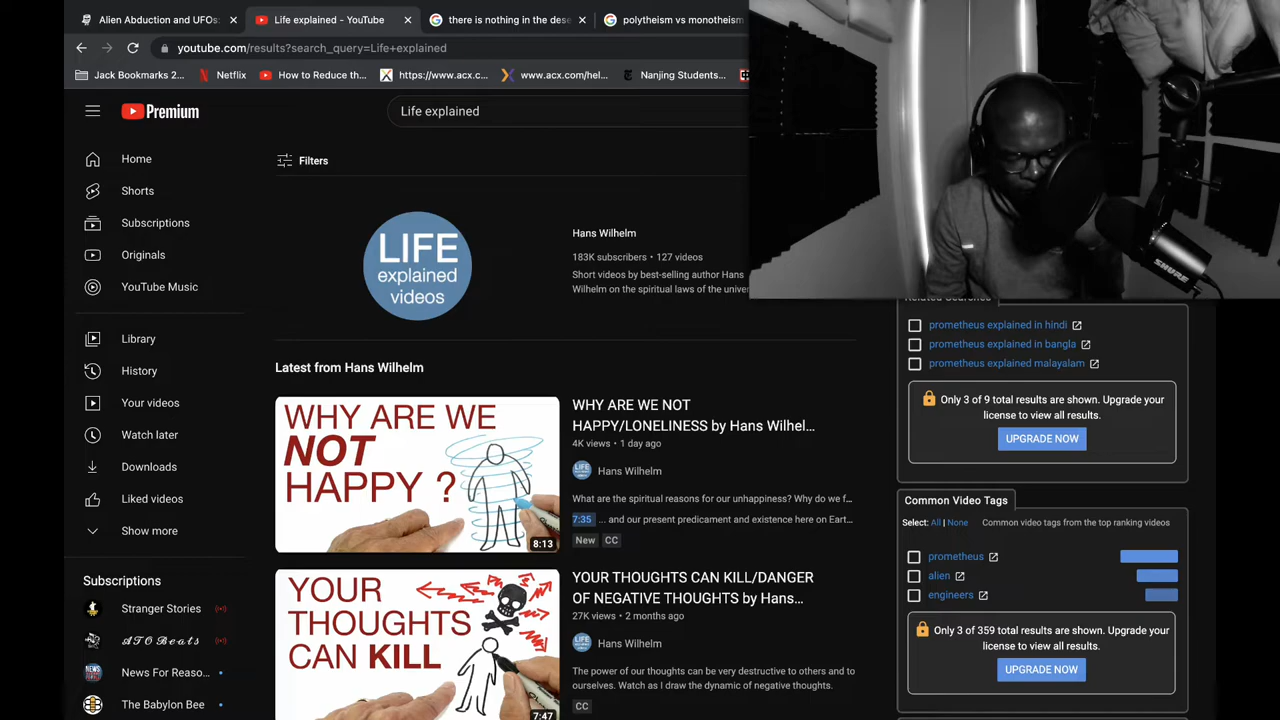 Alien Abduction and UFOs:
Life explained - YouTube
there is nothing in the dese
polytheism vs monotheism
youtube.com/results?search_query=Life+explained
Jack Bookmarks 2...
Netflix
How to Reduce th...
https://www.acx.c...
www.acx.com/hel...
Nanjing Students...
Premium
Life explained
Home
Shorts
Subscriptions
Originals
YouTube Music
Library
History
Your videos
Watch later
Downloads
Liked videos
Show more
Subscriptions
Stranger Stories
𝒜𝒯𝒪 𝐵𝑒𝒶𝓉𝓈
News For Reaso...
The Babylon Bee
Filters
LIFE
explained
videos
Hans Wilhelm
183K subscribers • 127 videos
Short videos by best-selling author Hans
Wilhelm on the spiritual laws of the univer
Latest from Hans Wilhelm
WHY ARE WE
NOT
HAPPY ?
8:13
WHY ARE WE NOT
HAPPY/LONELINESS by Hans Wilhel...
4K views • 1 day ago
Hans Wilhelm
What are the spiritual reasons for our unhappiness? Why do we f...
7:35 ... and our present predicament and existence here on Eart...
New CC
YOUR
THOUGHTS
CAN KILL
7:47
YOUR THOUGHTS CAN KILL/DANGER
OF NEGATIVE THOUGHTS by Hans...
27K views • 2 months ago
Hans Wilhelm
The power of our thoughts can be very destructive to others and to
ourselves. Watch as I draw the dynamic of negative thoughts.
CC
SHURE
Related Searches
prometheus explained in hindi
prometheus explained in bangla
prometheus explained malayalam
Only 3 of 9 total results are shown. Upgrade your
license to view all results.
UPGRADE NOW
Common Video Tags
Select: All | None Common video tags from the top ranking videos
prometheus
alien
engineers
Only 3 of 359 total results are shown. Upgrade your
license to view all results.
UPGRADE NOW